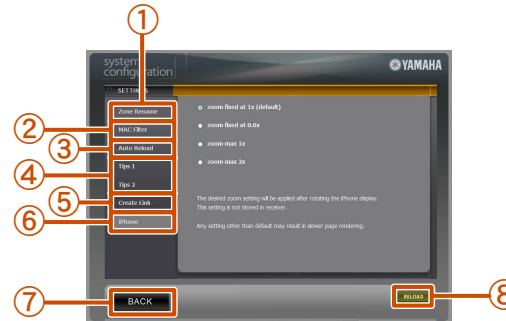 ①
system
configuration
YAMAHA
SETTINGS
Zone Rename
② MAC Filter
③ Auto Reload
④ Tips 1
Tips 2
⑤ Create Link
⑥ iPhone
zoom fixed at 1x (default)
zoom fixed at 0.6x
zoom max 1x
zoom max 2x
The desired zoom setting will be applied after rotating the iPhone display.
This setting is not stored in receiver.
Any setting other than default may result in slower page rendering.
⑦ BACK
RELOAD ⑧